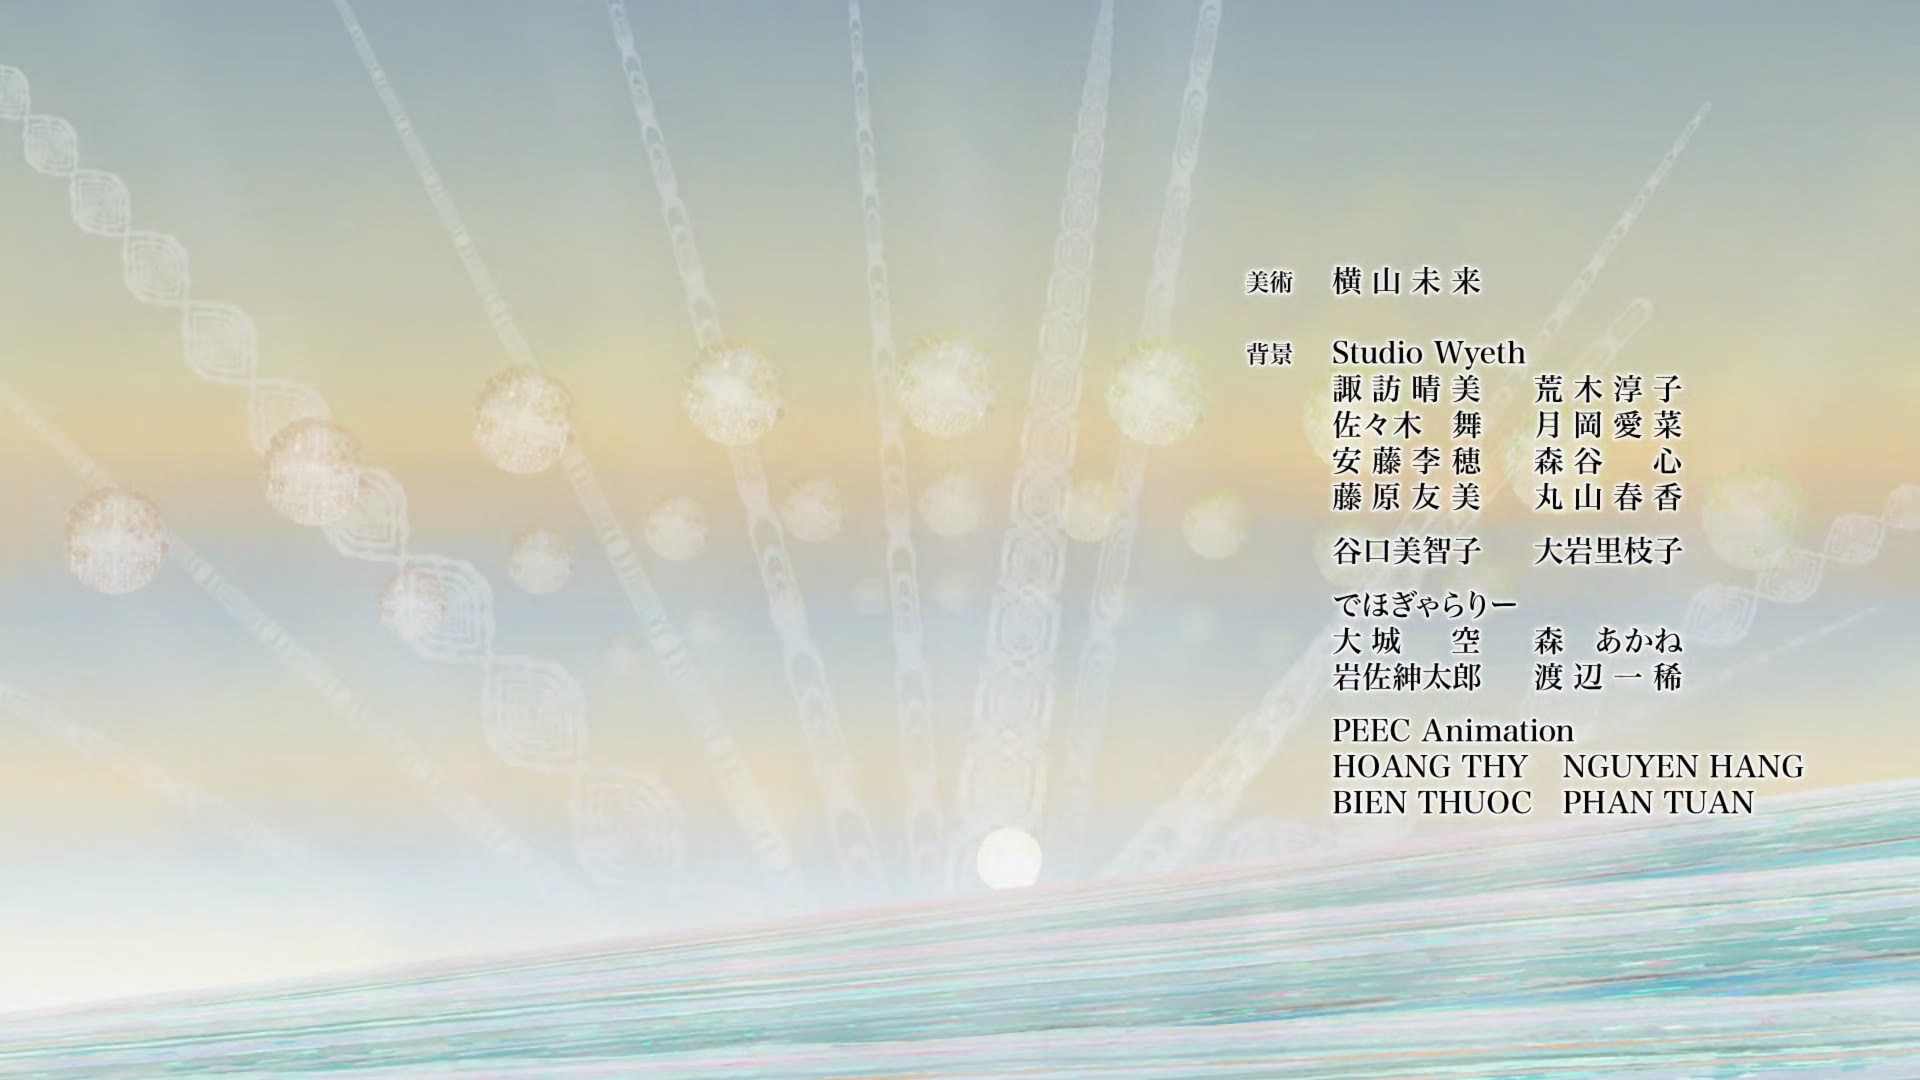 美術 横山未来
背景 Studio Wyeth
諏訪晴美 荒木淳子
佐々木 舞 月岡愛菜
安藤李穂 森谷 心
藤原友美 丸山春香
谷口美智子 大岩里枝子
でほぎゃらりー
大城 空 森 あかね
岩佐紳太郎 渡辺一稀
PEEC Animation
HOANG THY NGUYEN HANG
BIEN THUOC PHAN TUAN